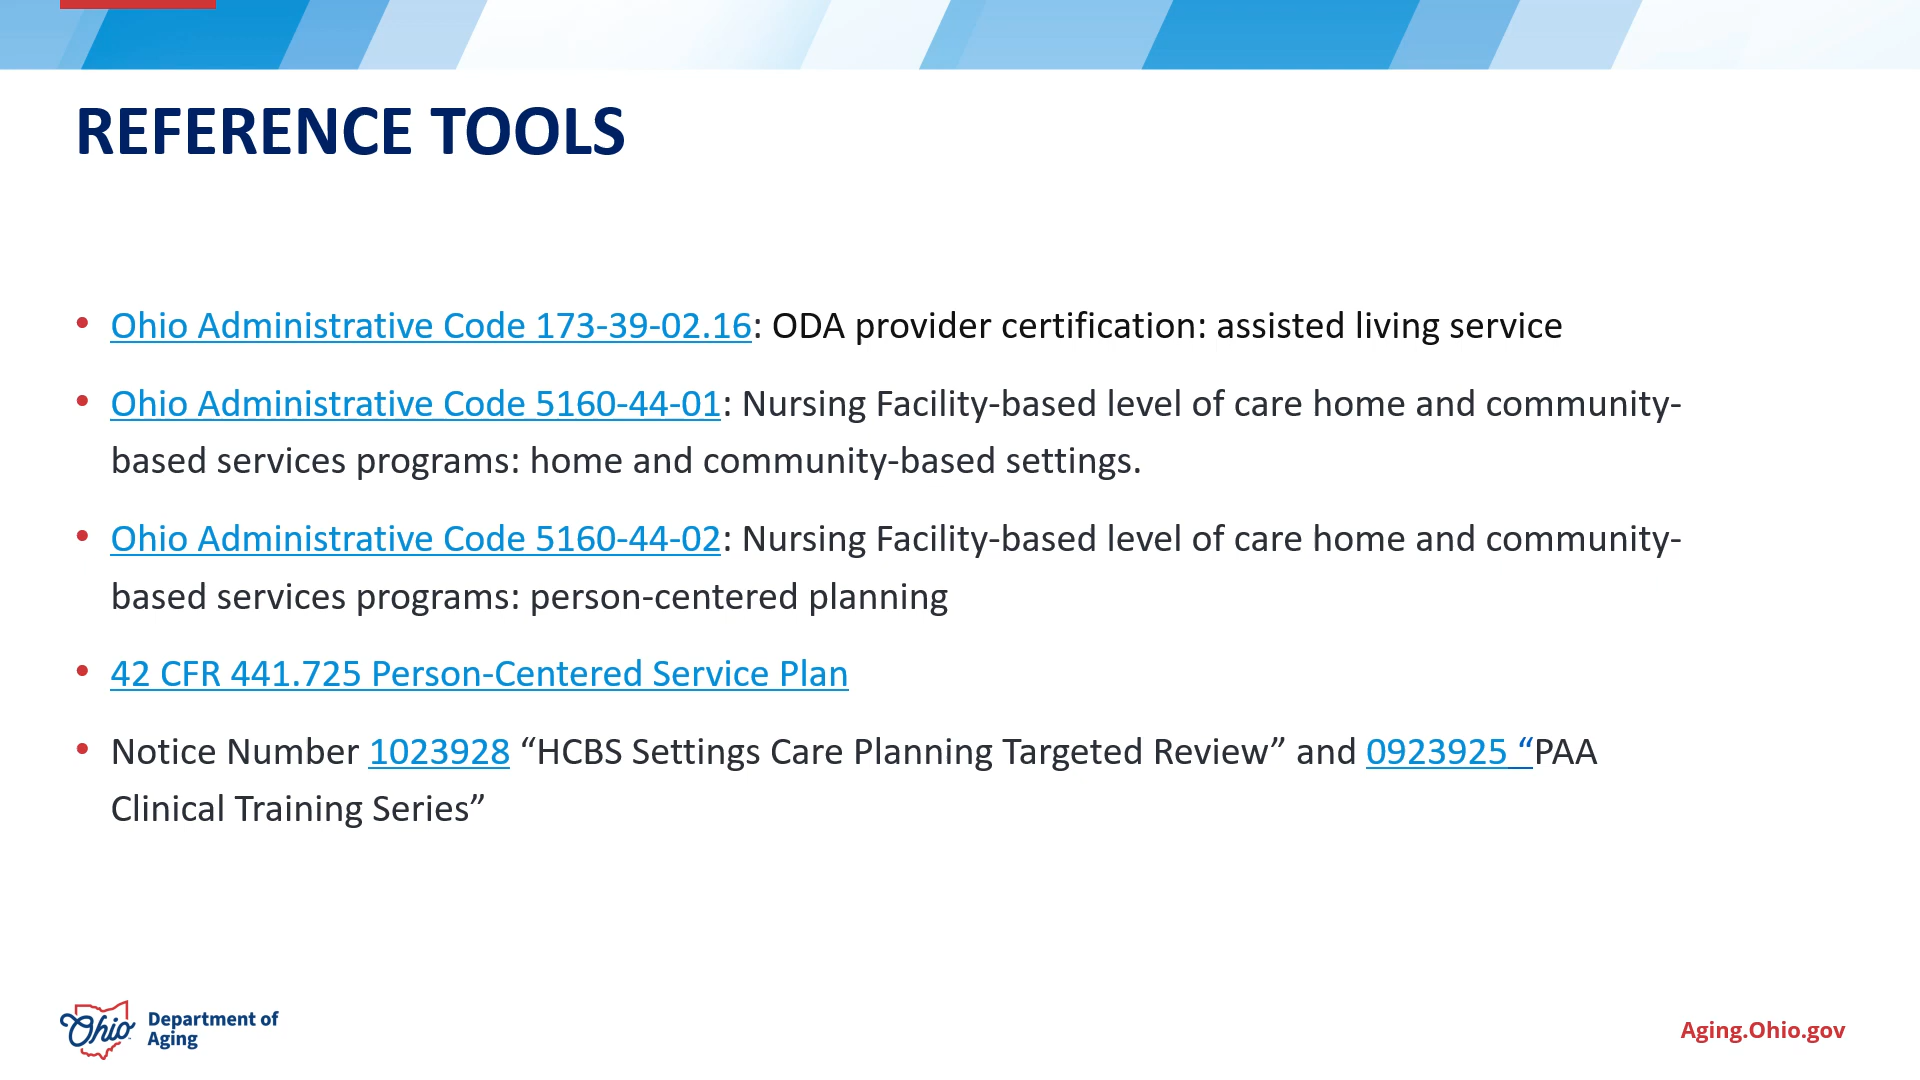 REFERENCE TOOLS
• Ohio Administrative Code 173-39-02.16: ODA provider certification: assisted living service
• Ohio Administrative Code 5160-44-01: Nursing Facility-based level of care home and community-
based services programs: home and community-based settings.
• Ohio Administrative Code 5160-44-02: Nursing Facility-based level of care home and community-
based services programs: person-centered planning
• 42 CFR 441.725 Person-Centered Service Plan
• Notice Number 1023928 “HCBS Settings Care Planning Targeted Review” and 0923925 “PAA
Clinical Training Series”
Ohio
Department of
Aging
Aging.Ohio.gov